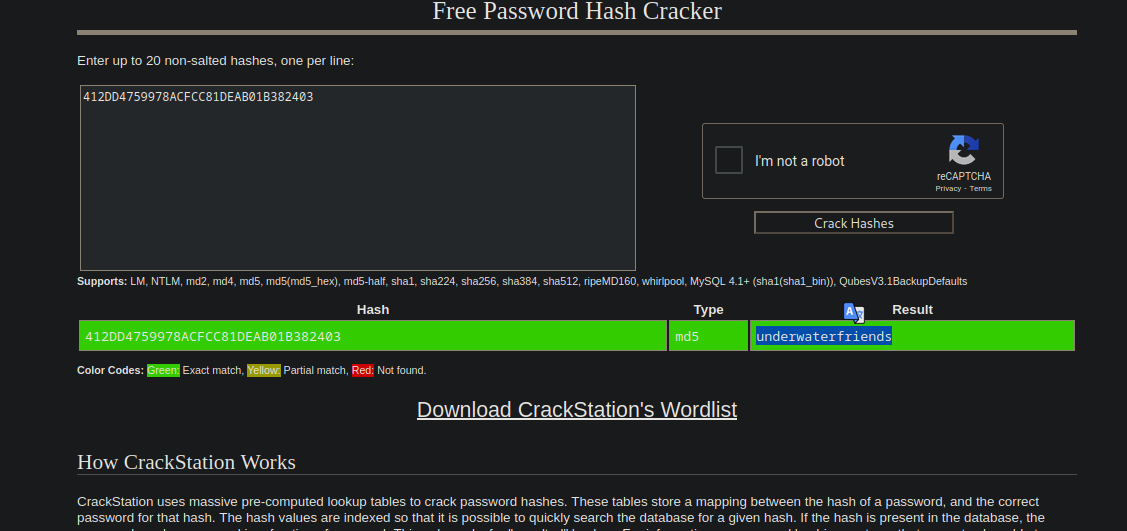 Free Password Hash Cracker
Enter up to 20 non-salted hashes, one per line:
412DD4759978ACFCC81DEAB01B382403
I'm not a robot
reCAPTCHA
Privacy - Terms
Crack Hashes
Supports: LM, NTLM, md2, md4, md5, md5(md5_hex), md5-half, sha1, sha224, sha256, sha384, sha512, ripeMD160, whirlpool, MySQL 4.1+ (sha1(sha1_bin)), QubesV3.1BackupDefaults
Hash Type Result
412DD4759978ACFCC81DEAB01B382403 md5 underwaterfriends
Color Codes: Green: Exact match, Yellow: Partial match, Red: Not found.
Download CrackStation's Wordlist
How CrackStation Works
CrackStation uses massive pre-computed lookup tables to crack password hashes. These tables store a mapping between the hash of a password, and the correct
password for that hash. The hash values are indexed so that it is possible to quickly search the database for a given hash. If the hash is present in the database, the